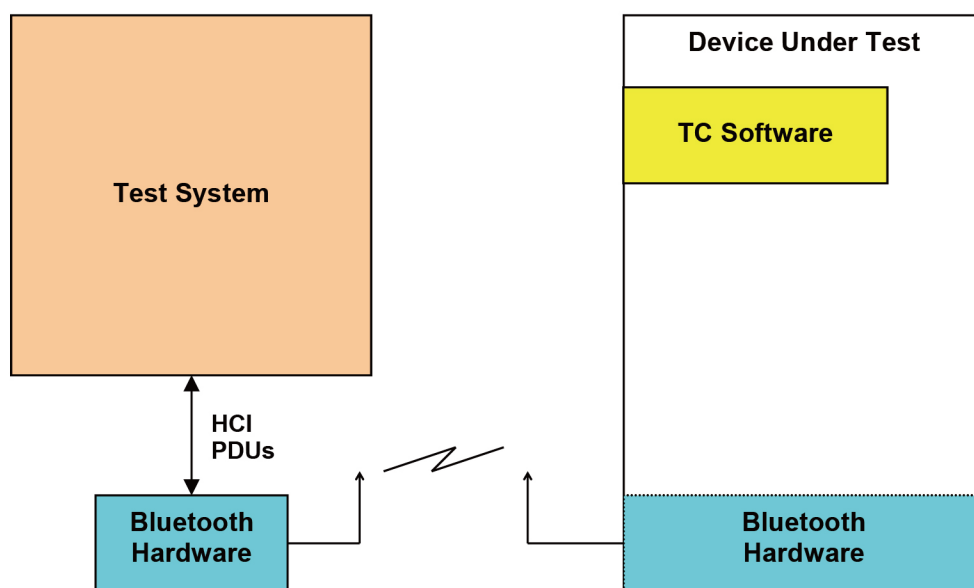 Device Under Test
TC Software
Test System
HCI
PDUs
Bluetooth
Hardware
Bluetooth
Hardware